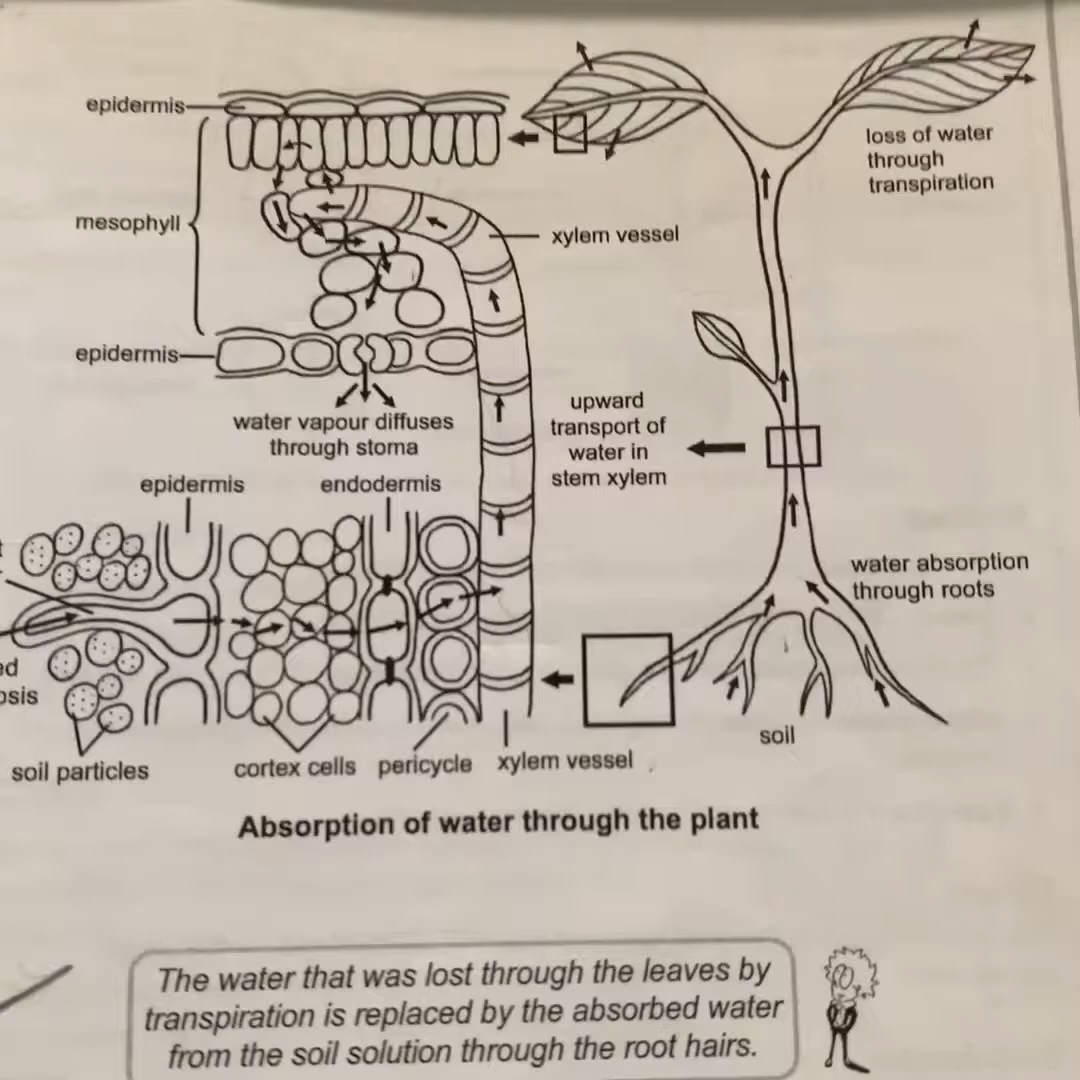 epidermis
loss of water
through
transpiration
mesophyll
xylem vessel
epidermis
water vapour diffuses
through stoma
upward
transport of
water in
stem xylem
epidermis
endodermis
water absorption
through roots
soil
soil particles
cortex cells
pericycle
xylem vessel
Absorption of water through the plant
The water that was lost through the leaves by
transpiration is replaced by the absorbed water
from the soil solution through the root hairs.